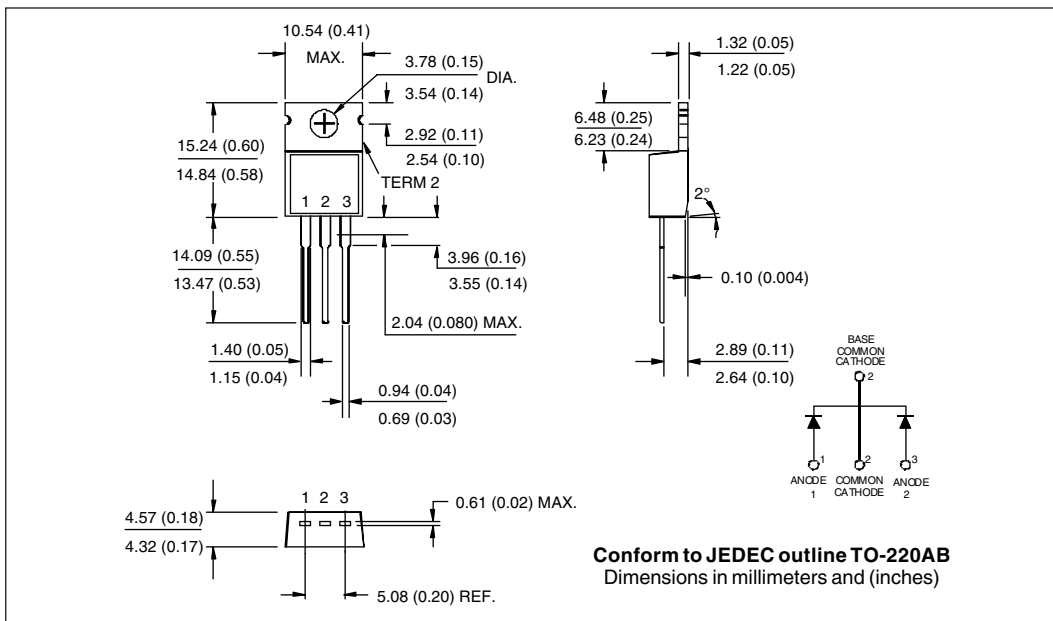 10.54 (0.41)
MAX.
3.78 (0.15)
3.54 (0.14)
DIA.
2.92 (0.11)
2.54 (0.10)
15.24 (0.60)
14.84 (0.58)
TERM 2
1 2 3
14.09 (0.55)
13.47 (0.53)
3.96 (0.16)
3.55 (0.14)
2.04 (0.080) MAX.
1.40 (0.05)
1.15 (0.04)
0.94 (0.04)
0.69 (0.03)
1.32 (0.05)
1.22 (0.05)
6.48 (0.25)
6.23 (0.24)
2°
0.10 (0.004)
2.89 (0.11)
2.64 (0.10)
BASE
COMMON
CATHODE
2
1 2 3
ANODE
1
COMMON
CATHODE
ANODE
2
1 2 3
4.57 (0.18)
4.32 (0.17)
0.61 (0.02) MAX.
5.08 (0.20) REF.
Conform to JEDEC outline TO-220AB
Dimensions in millimeters and (inches)